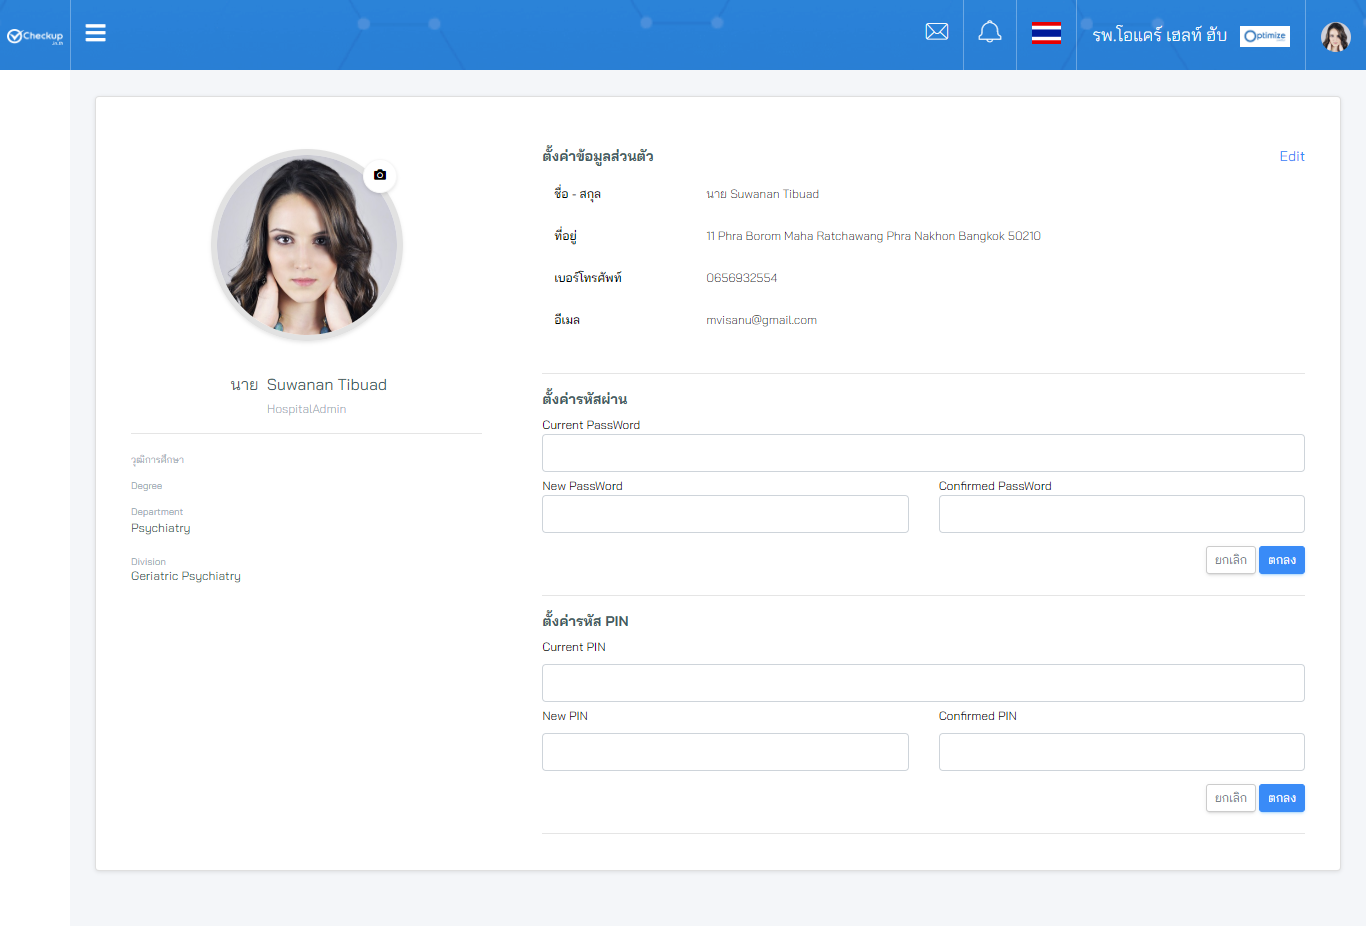 Checkup
รพ.โอแคร์ เฮลท์ ฮับ
Optimize
ตั้งค่าข้อมูลส่วนตัว
Edit
ชื่อ - สกุล
นาย Suwanan Tibuad
ที่อยู่
11 Phra Borom Maha Ratchawang Phra Nakhon Bangkok 50210
เบอร์โทรศัพท์
0656932554
อีเมล
mvisanu@gmail.com
นาย Suwanan Tibuad
HospitalAdmin
วุฒิการศึกษา
Degree
Department
Psychiatry
Division
Geriatric Psychiatry
ตั้งค่ารหัสผ่าน
Current PassWord
New PassWord
Confirmed PassWord
ยกเลิก
ตกลง
ตั้งค่ารหัส PIN
Current PIN
New PIN
Confirmed PIN
ยกเลิก
ตกลง